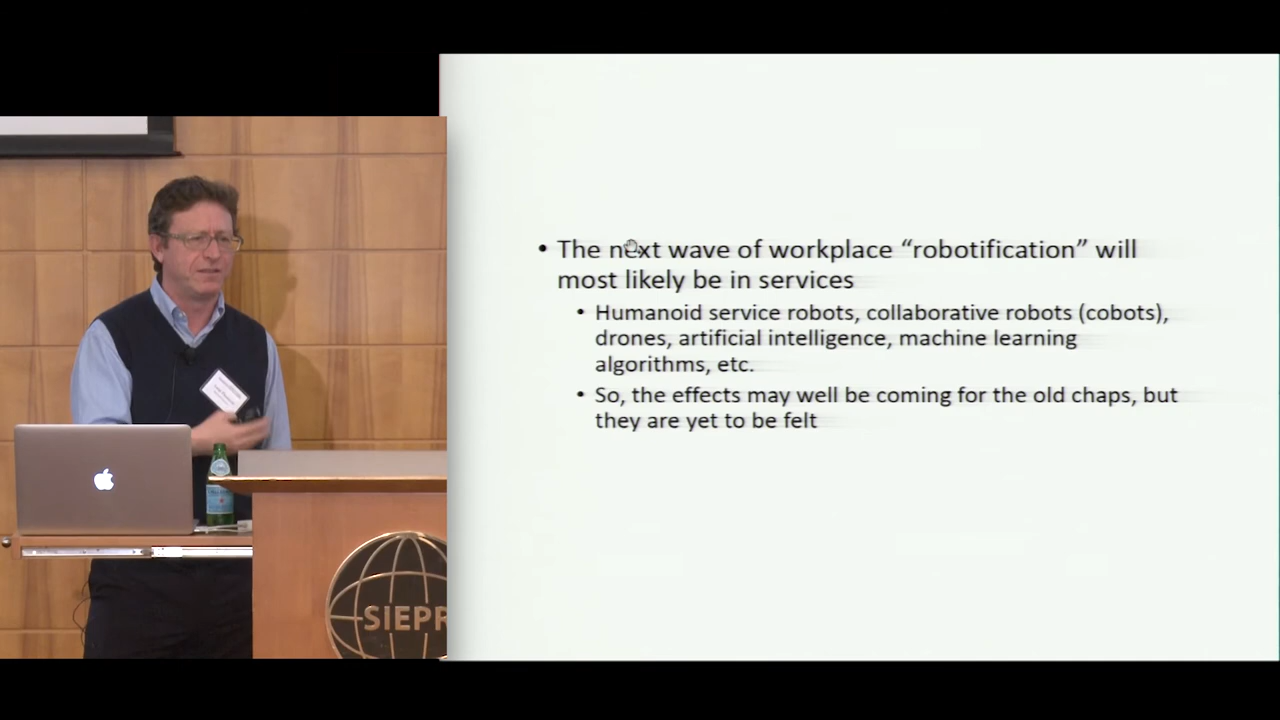 • The next wave of workplace “robotification” will
most likely be in services
• Humanoid service robots, collaborative robots (cobots),
drones, artificial intelligence, machine learning
algorithms, etc.
• So, the effects may well be coming for the old chaps, but
they are yet to be felt
SIEPR